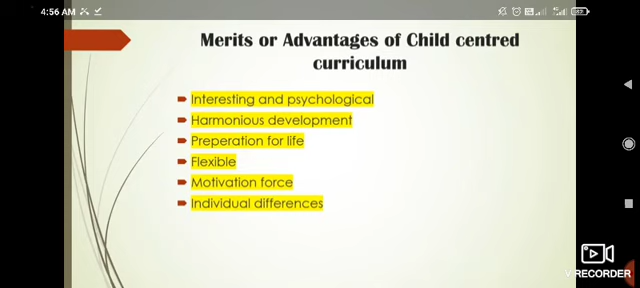 4:56 AM
Merits or Advantages of Child centred
curriculum
Interesting and psychological
Harmonious development
Preperation for life
Flexible
Motivation force
Individual differences
V RECORDER